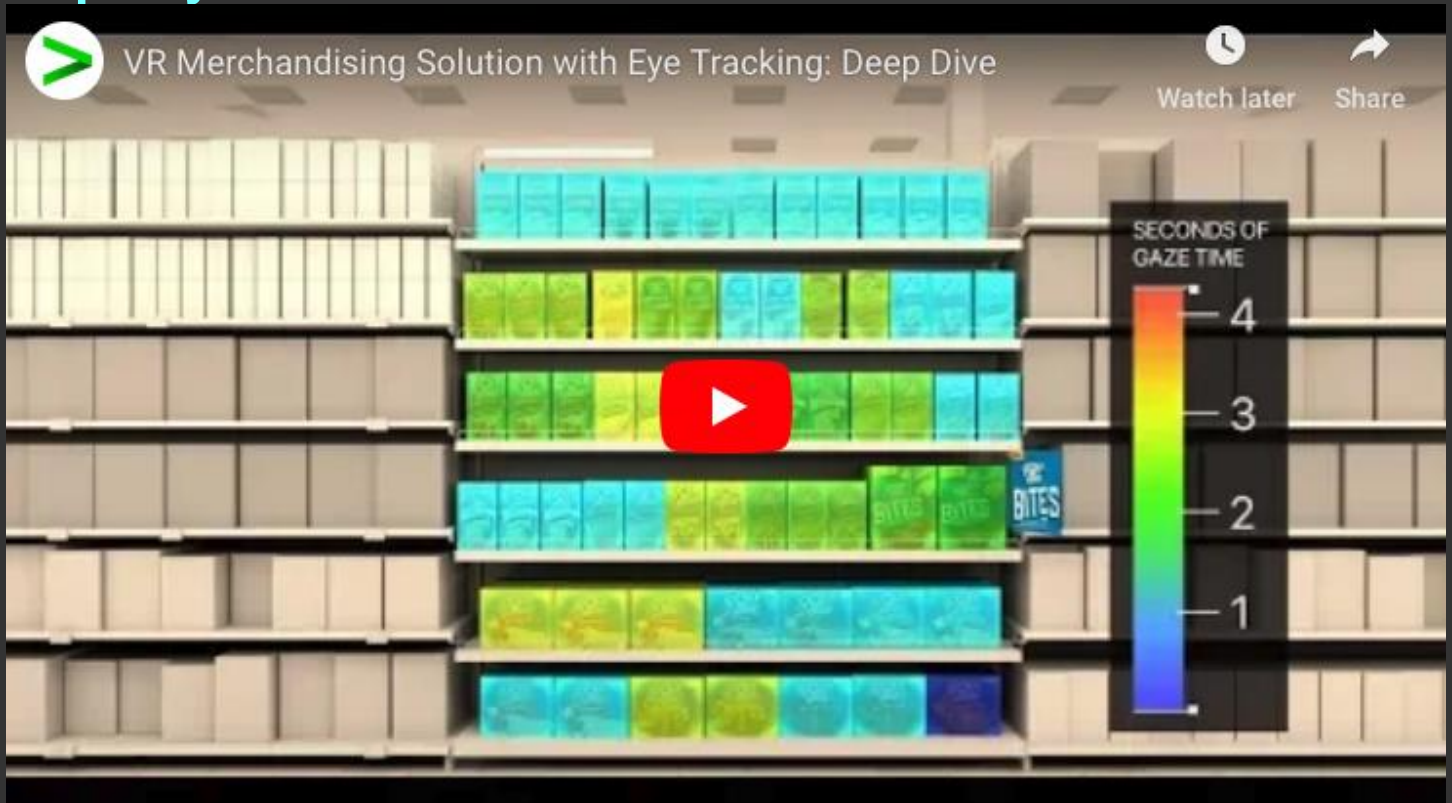 VR Merchandising Solution with Eye Tracking: Deep Dive
Watch later
Share
SECONDS OF
GAZE TIME
4
3
2
1
BITES
BITES
BITES